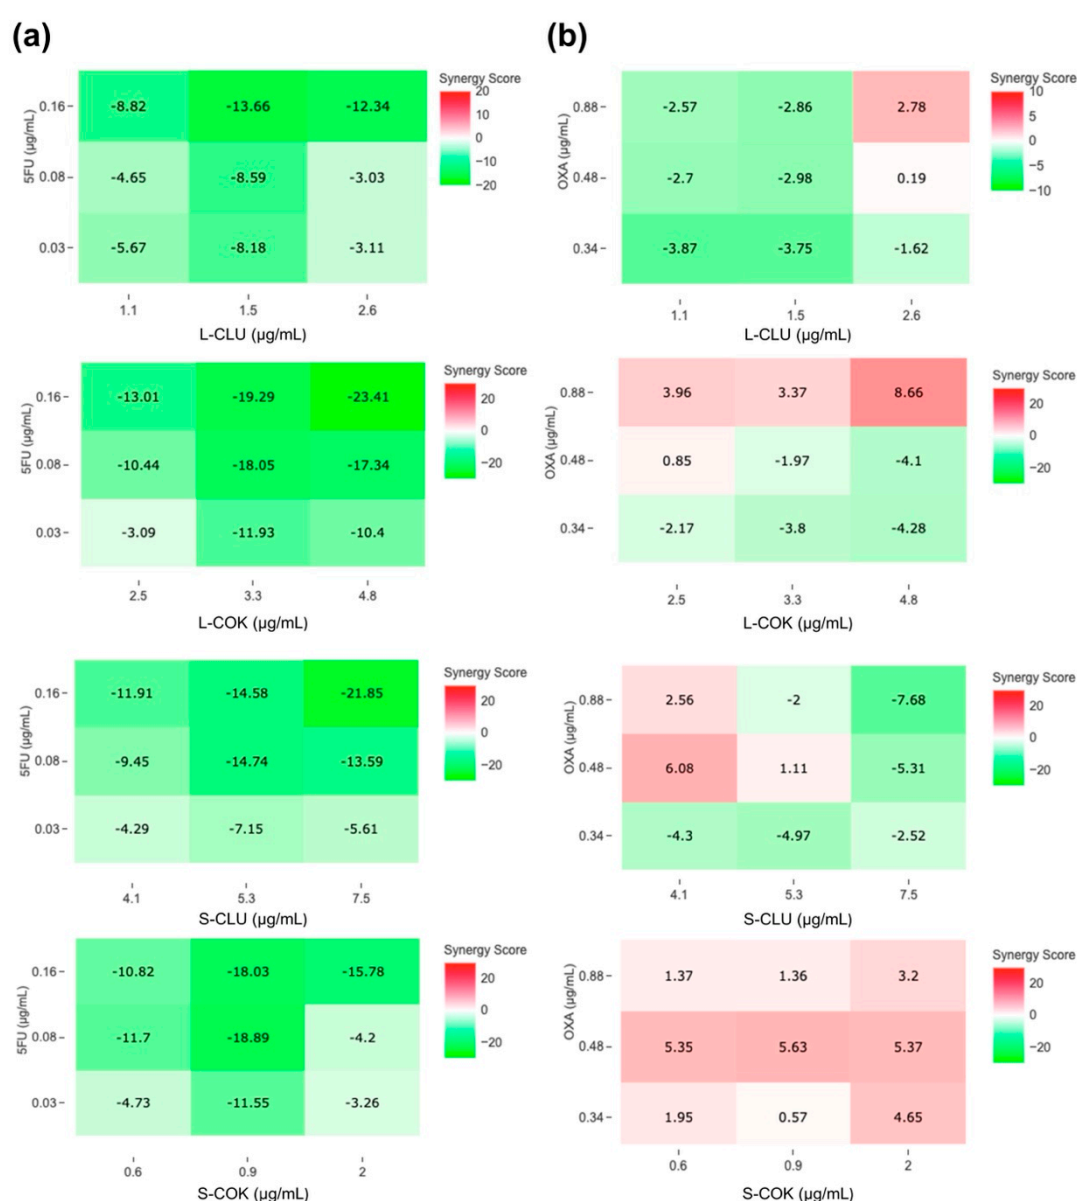 (a)
Synergy Score
5FU (µg/mL)
0.16 -8.82 -13.66 -12.34
0.08 -4.65 -8.59 -3.03
0.03 -5.67 -8.18 -3.11
20
10
0
−10
−20
1.1 1.5 2.6
L-CLU (µg/mL)
Synergy Score
5FU (µg/mL)
0.16 -13.01 -19.29 -23.41
0.08 -10.44 -18.05 -17.34
0.03 -3.09 -11.93 -10.4
20
0
−20
2.5 3.3 4.8
L-COK (µg/mL)
Synergy Score
5FU (µg/mL)
0.16 -11.91 -14.58 -21.85
0.08 -9.45 -14.74 -13.59
0.03 -4.29 -7.15 -5.61
20
0
−20
4.1 5.3 7.5
S-CLU (µg/mL)
Synergy Score
5FU (µg/mL)
0.16 -10.82 -18.03 -15.78
0.08 -11.7 -18.89 -4.2
0.03 -4.73 -11.55 -3.26
20
0
−20
0.6 0.9 2
S-COK (µg/mL)
(b)
Synergy Score
OXA (µg/mL)
0.88 -2.57 -2.86 2.78
0.48 -2.7 -2.98 0.19
0.34 -3.87 -3.75 -1.62
10
5
0
−5
−10
1.1 1.5 2.6
L-CLU (µg/mL)
Synergy Score
OXA (µg/mL)
0.88 3.96 3.37 8.66
0.48 0.85 -1.97 -4.1
0.34 -2.17 -3.8 -4.28
20
0
−20
2.5 3.3 4.8
L-COK (µg/mL)
Synergy Score
OXA (µg/mL)
0.88 2.56 -2 -7.68
0.48 6.08 1.11 -5.31
0.34 -4.3 -4.97 -2.52
20
0
−20
4.1 5.3 7.5
S-CLU (µg/mL)
Synergy Score
OXA (µg/mL)
0.88 1.37 1.36 3.2
0.48 5.35 5.63 5.37
0.34 1.95 0.57 4.65
20
0
−20
0.6 0.9 2
S-COK (µg/mL)